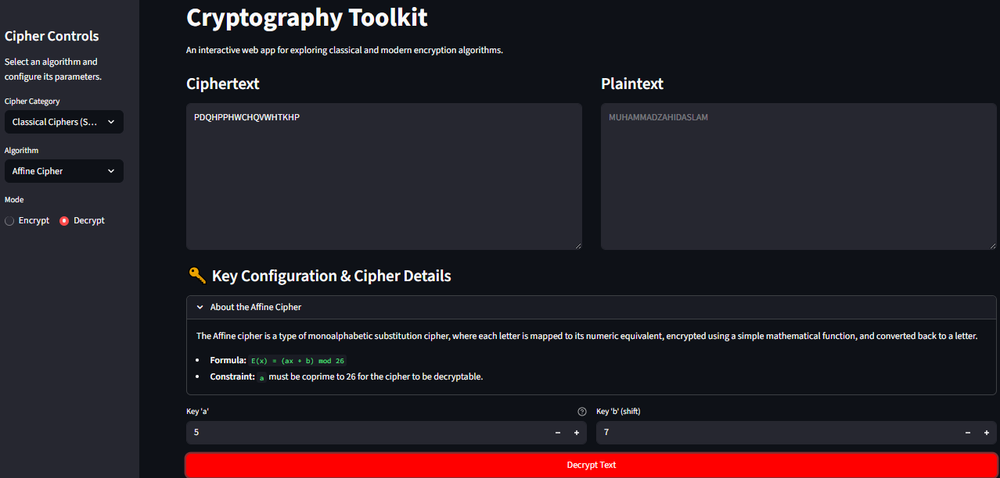 Cryptography Toolkit
An interactive web app for exploring classical and modern encryption algorithms.
Cipher Controls
Select an algorithm and
configure its parameters.
Cipher Category
Classical Ciphers (S...
Algorithm
Affine Cipher
Mode
Encrypt
Decrypt
Ciphertext
PDQHPPHWCHQVWHTKHP
Plaintext
MUHAMMADZAHIDASLAM
🔑 Key Configuration & Cipher Details
About the Affine Cipher
The Affine cipher is a type of monoalphabetic substitution cipher, where each letter is mapped to its numeric equivalent, encrypted using a simple mathematical function, and converted back to a letter.
• Formula: E(x) = (ax + b) mod 26
• Constraint: a must be coprime to 26 for the cipher to be decryptable.
Key 'a'
5
Key 'b' (shift)
7
Decrypt Text